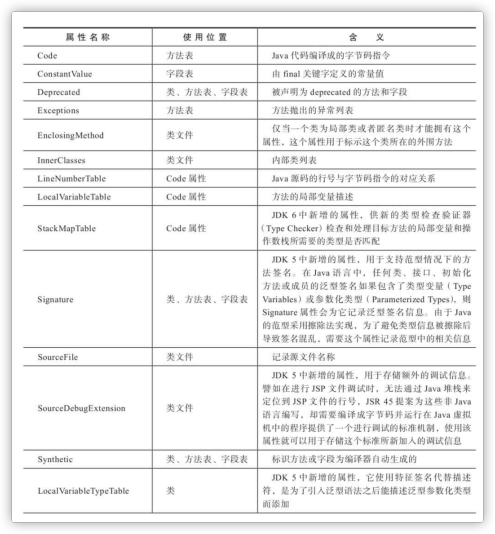 属性名称 使用位置 含 义
Code 方法表 Java 代码编译成的字节码指令
ConstantValue 字段表 由 final 关键字定义的常量值
Deprecated 类、方法表、字段表 被声明为 deprecated 的方法和字段
Exceptions 方法表 方法抛出的异常列表
EnclosingMethod 类文件 仅当一个类为局部类或者匿名类时才能拥有这个
属性，这个属性用于标示这个类所在的外围方法
InnerClasses 类文件 内部类列表
LineNumberTable Code 属性 Java 源码的行号与字节码指令的对应关系
LocalVariableTable Code 属性 方法的局部变量描述
StackMapTable Code 属性 JDK 6 中新增的属性，供新的类型检查验证器
（Type Checker）检查和处理目标方法的局部变量和操
作数栈所需要的类型是否匹配
Signature 类、方法表、字段表 JDK 5 中新增的属性，用于支持范型情况下的方
法签名。在 Java 语言中，任何类、接口、初始化
方法或成员的泛型签名如果包含了类型变量（Type
Variables）或参数化类型（Parameterized Types)，则
Signature 属性会为它记录泛型签名信息。由于 Java
的范型采用擦除法实现，为了避免类型信息被擦除后
导致签名混乱，需要这个属性记录范型中的相关信息
SourceFile 类文件 记录源文件名称
SourceDebugExtension 类文件 JDK 5 中新增的属性，用于存储额外的调试信息。
譬如在进行 JSP 文件调试时，无法通过 Java 堆栈来
定位到 JSP 文件的行号，JSR 45 提案为这些非 Java
语言编写，却需要编译成字节码并运行在 Java 虚拟
机中的程序提供了一个进行调试的标准机制，使用该
属性就可以用于存储这个标准所新加入的调试信息
Synthetic 类、方法表、字段表 标识方法或字段为编译器自动生成的
LocalVariableTypeTable 类 JDK 5 中新增的属性，它使用特征签名代替描述
符，是为了引入泛型语法之后能描述泛型参数化类型
而添加